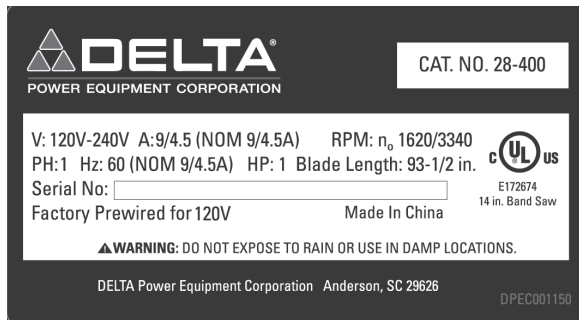 DELTA®
POWER EQUIPMENT CORPORATION
CAT. NO. 28-400
V: 120V-240V A:9/4.5 (NOM 9/4.5A) RPM: nₒ 1620/3340
PH:1 Hz: 60 (NOM 9/4.5A) HP: 1 Blade Length: 93-1/2 in.
Serial No:
Factory Prewired for 120V Made In China
C UL US
E172674
14 in. Band Saw
⚠WARNING: DO NOT EXPOSE TO RAIN OR USE IN DAMP LOCATIONS.
DELTA Power Equipment Corporation Anderson, SC 29626
DPEC001150